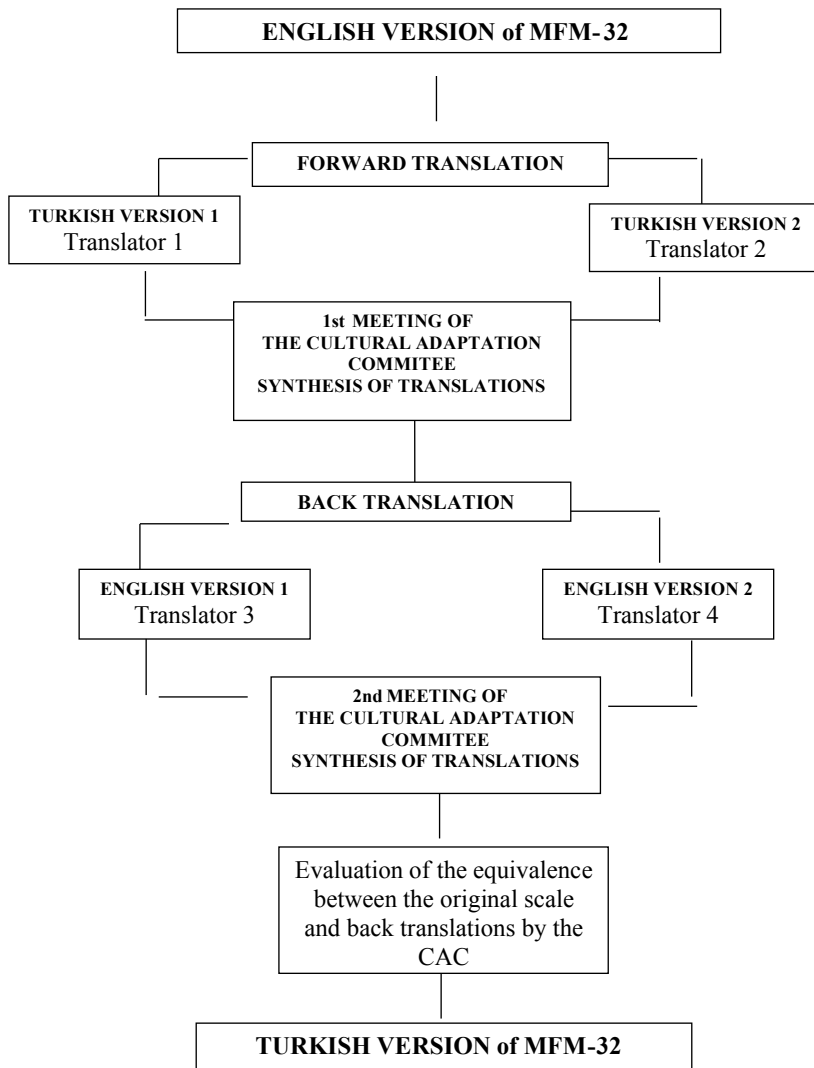 ENGLISH VERSION of MFM-32
FORWARD TRANSLATION
TURKISH VERSION 1
Translator 1
TURKISH VERSION 2
Translator 2
1st MEETING OF
THE CULTURAL ADAPTATION
COMMITEE
SYNTHESIS OF TRANSLATIONS
BACK TRANSLATION
ENGLISH VERSION 1
Translator 3
ENGLISH VERSION 2
Translator 4
2nd MEETING OF
THE CULTURAL ADAPTATION
COMMITEE
SYNTHESIS OF TRANSLATIONS
Evaluation of the equivalence
between the original scale
and back translations by the
CAC
TURKISH VERSION of MFM-32